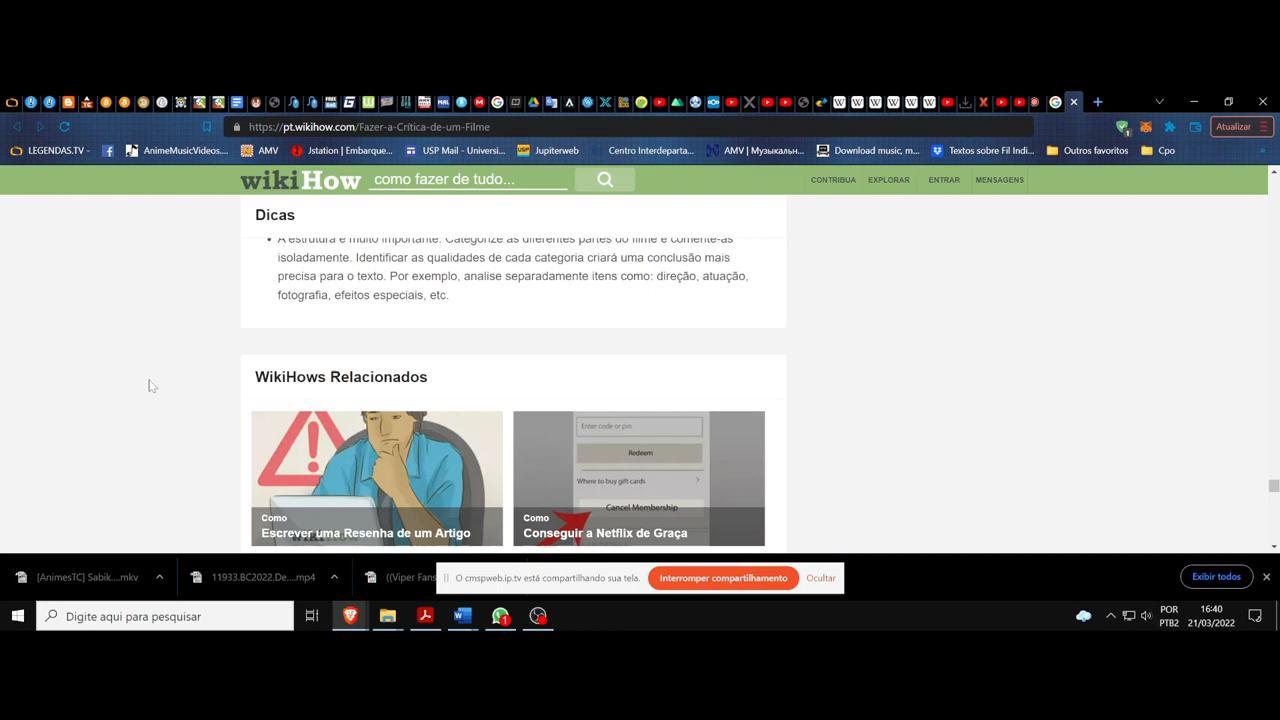 https://pt.wikihow.com/Fazer-a-Crítica-de-um-Filme
Atualizar
LEGENDAS.TV -
AnimeMusicVideos...
AMV
Jstation | Embarque...
USP Mail - Universi...
Jupiterweb
Centro Interdeparta...
AMV | Музыкальн...
Download music, m...
Textos sobre Fil Indi...
Outros favoritos
Cpo
wikiHow
como fazer de tudo...
CONTRIBUA
EXPLORAR
ENTRAR
MENSAGENS
Dicas
A estrutura é muito importante. Categorize as diferentes partes do filme e comente-as
isoladamente. Identificar as qualidades de cada categoria criará uma conclusão mais
precisa para o texto. Por exemplo, analise separadamente itens como: direção, atuação,
fotografia, efeitos especiais, etc.
WikiHows Relacionados
Como
Escrever uma Resenha de um Artigo
Enter code or pin
Redeem
Where to buy gift cards
Cancel Membership
Como
Conseguir a Netflix de Graça
[AnimesTC] Sabik....mkv
11933.BC2022.De....mp4
((Viper Fans
O cmspweb.ip.tv está compartilhando sua tela.
Interromper compartilhamento
Ocultar
Exibir todos
Digite aqui para pesquisar
POR
PTB2
16:40
21/03/2022